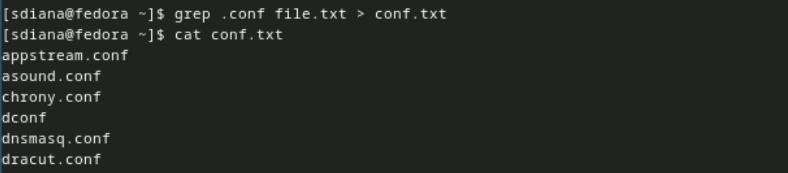 [sdiana@fedora ~]$ grep .conf file.txt > conf.txt
[sdiana@fedora ~]$ cat conf.txt
appstream.conf
asound.conf
chrony.conf
dconf
dnsmasq.conf
dracut.conf